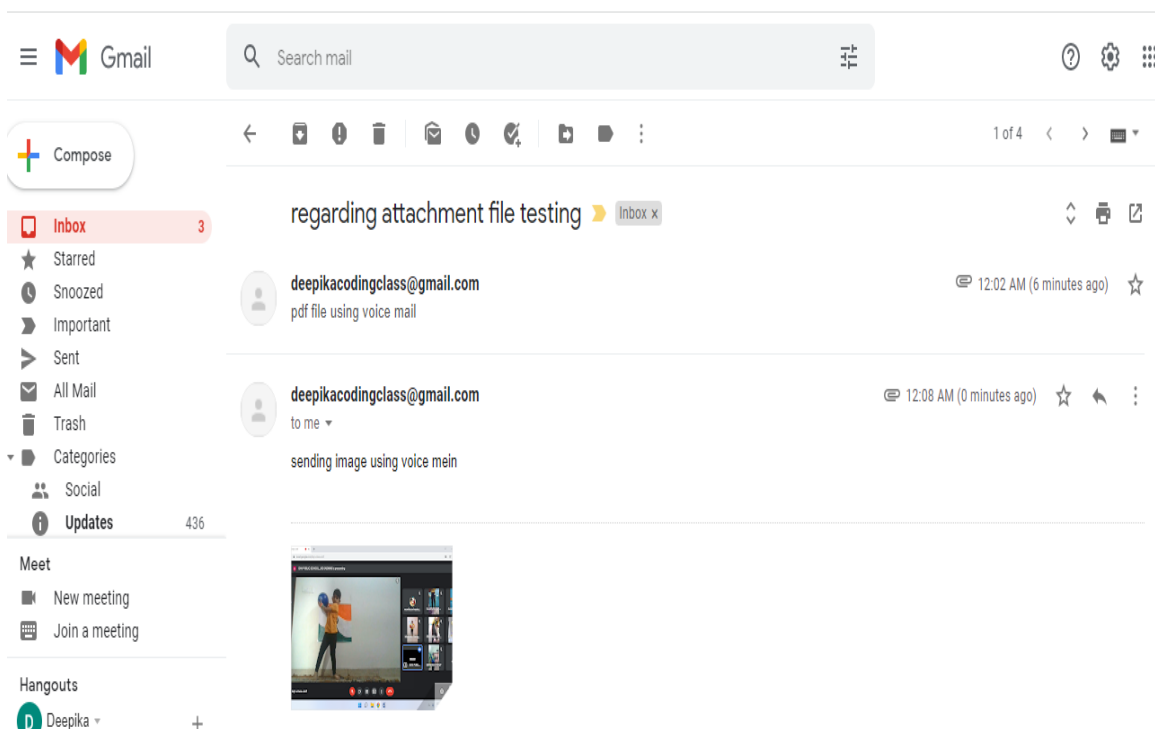 Gmail
Search mail
Compose
1 of 4
Inbox 3
Starred
Snoozed
Important
Sent
All Mail
Trash
Categories
Social
Updates 436
Meet
New meeting
Join a meeting
Hangouts
D Deepika
regarding attachment file testing Inbox x
deepikacodingclass@gmail.com 12:02 AM (6 minutes ago)
pdf file using voice mail
deepikacodingclass@gmail.com 12:08 AM (0 minutes ago)
to me
sending image using voice mein